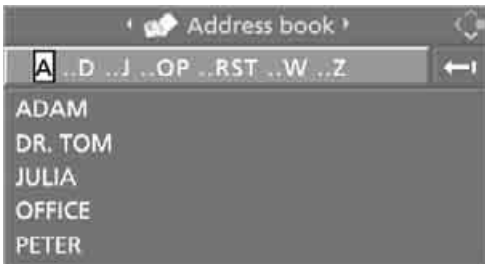 Address book
A ..D ..J ..OP ..RST ..W ..Z
ADAM
DR. TOM
JULIA
OFFICE
PETER